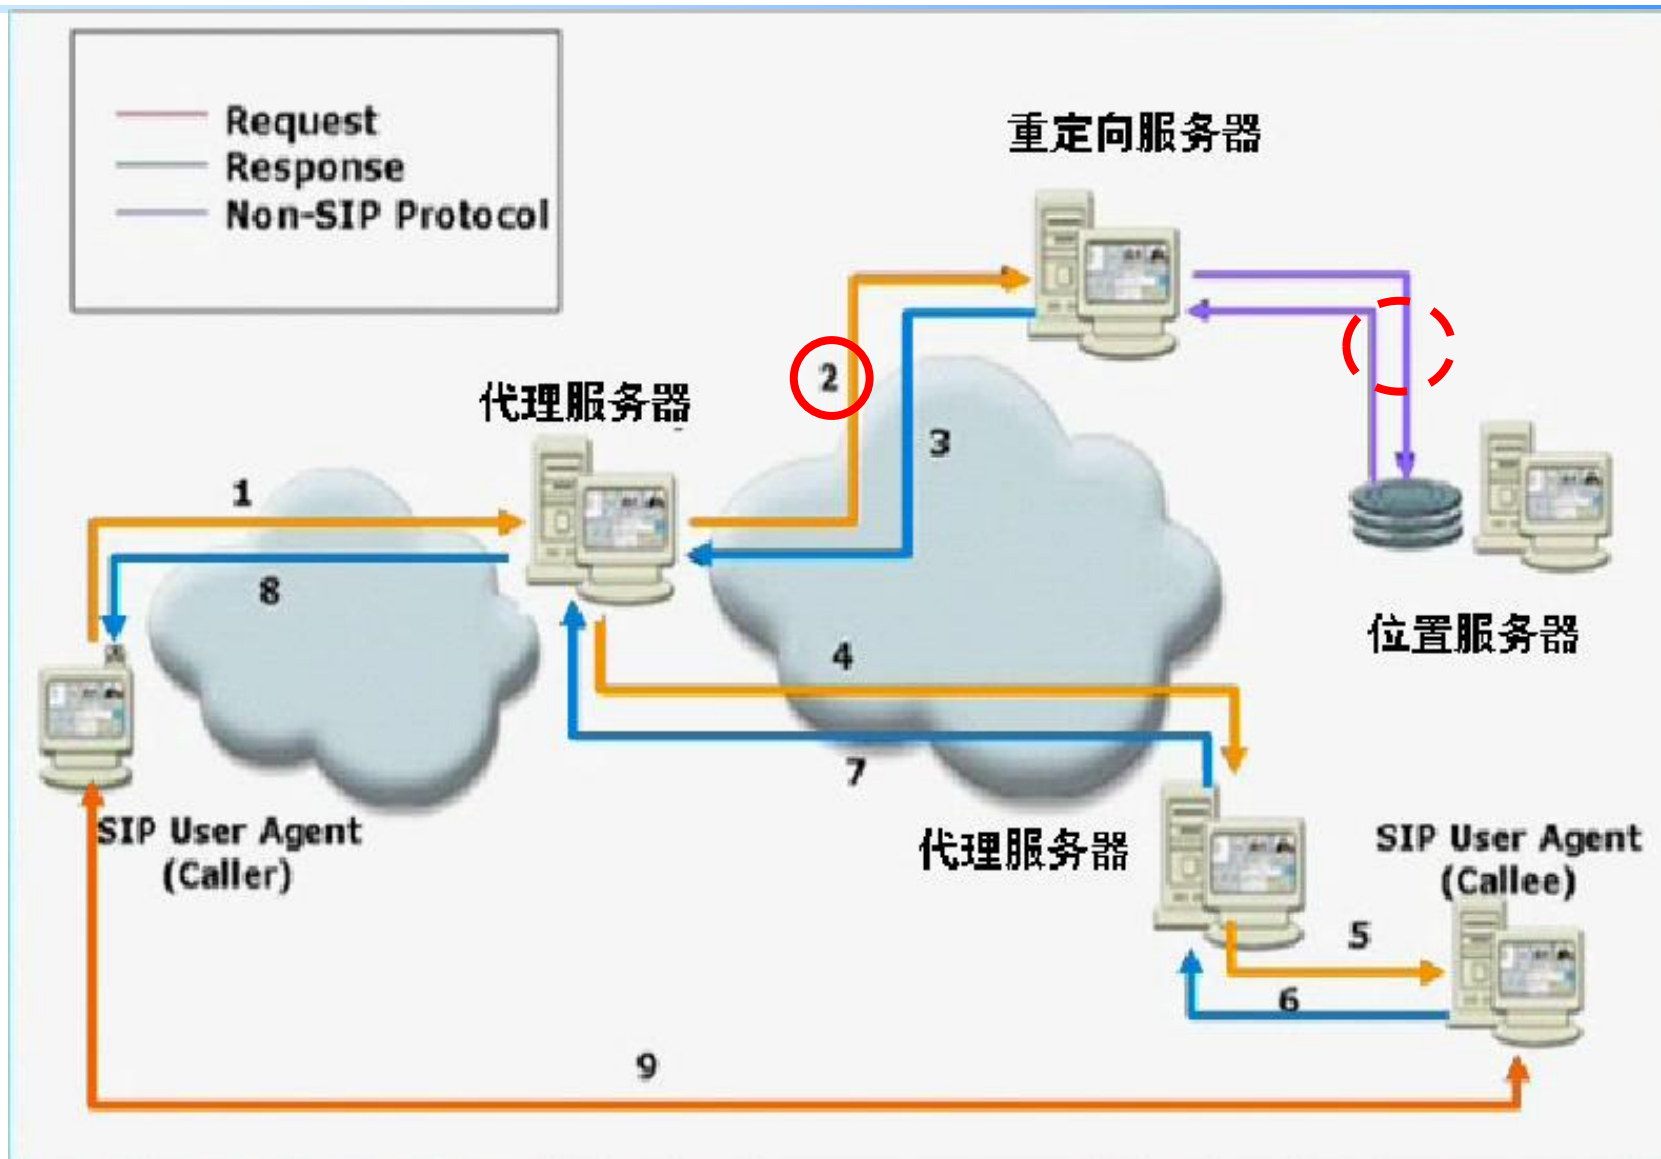 Request
Response
Non-SIP Protocol
重定向服务器
代理服务器
2
3
1
8
位置服务器
4
7
SIP User Agent
(Caller)
代理服务器
SIP User Agent
(Callee)
5
6
9